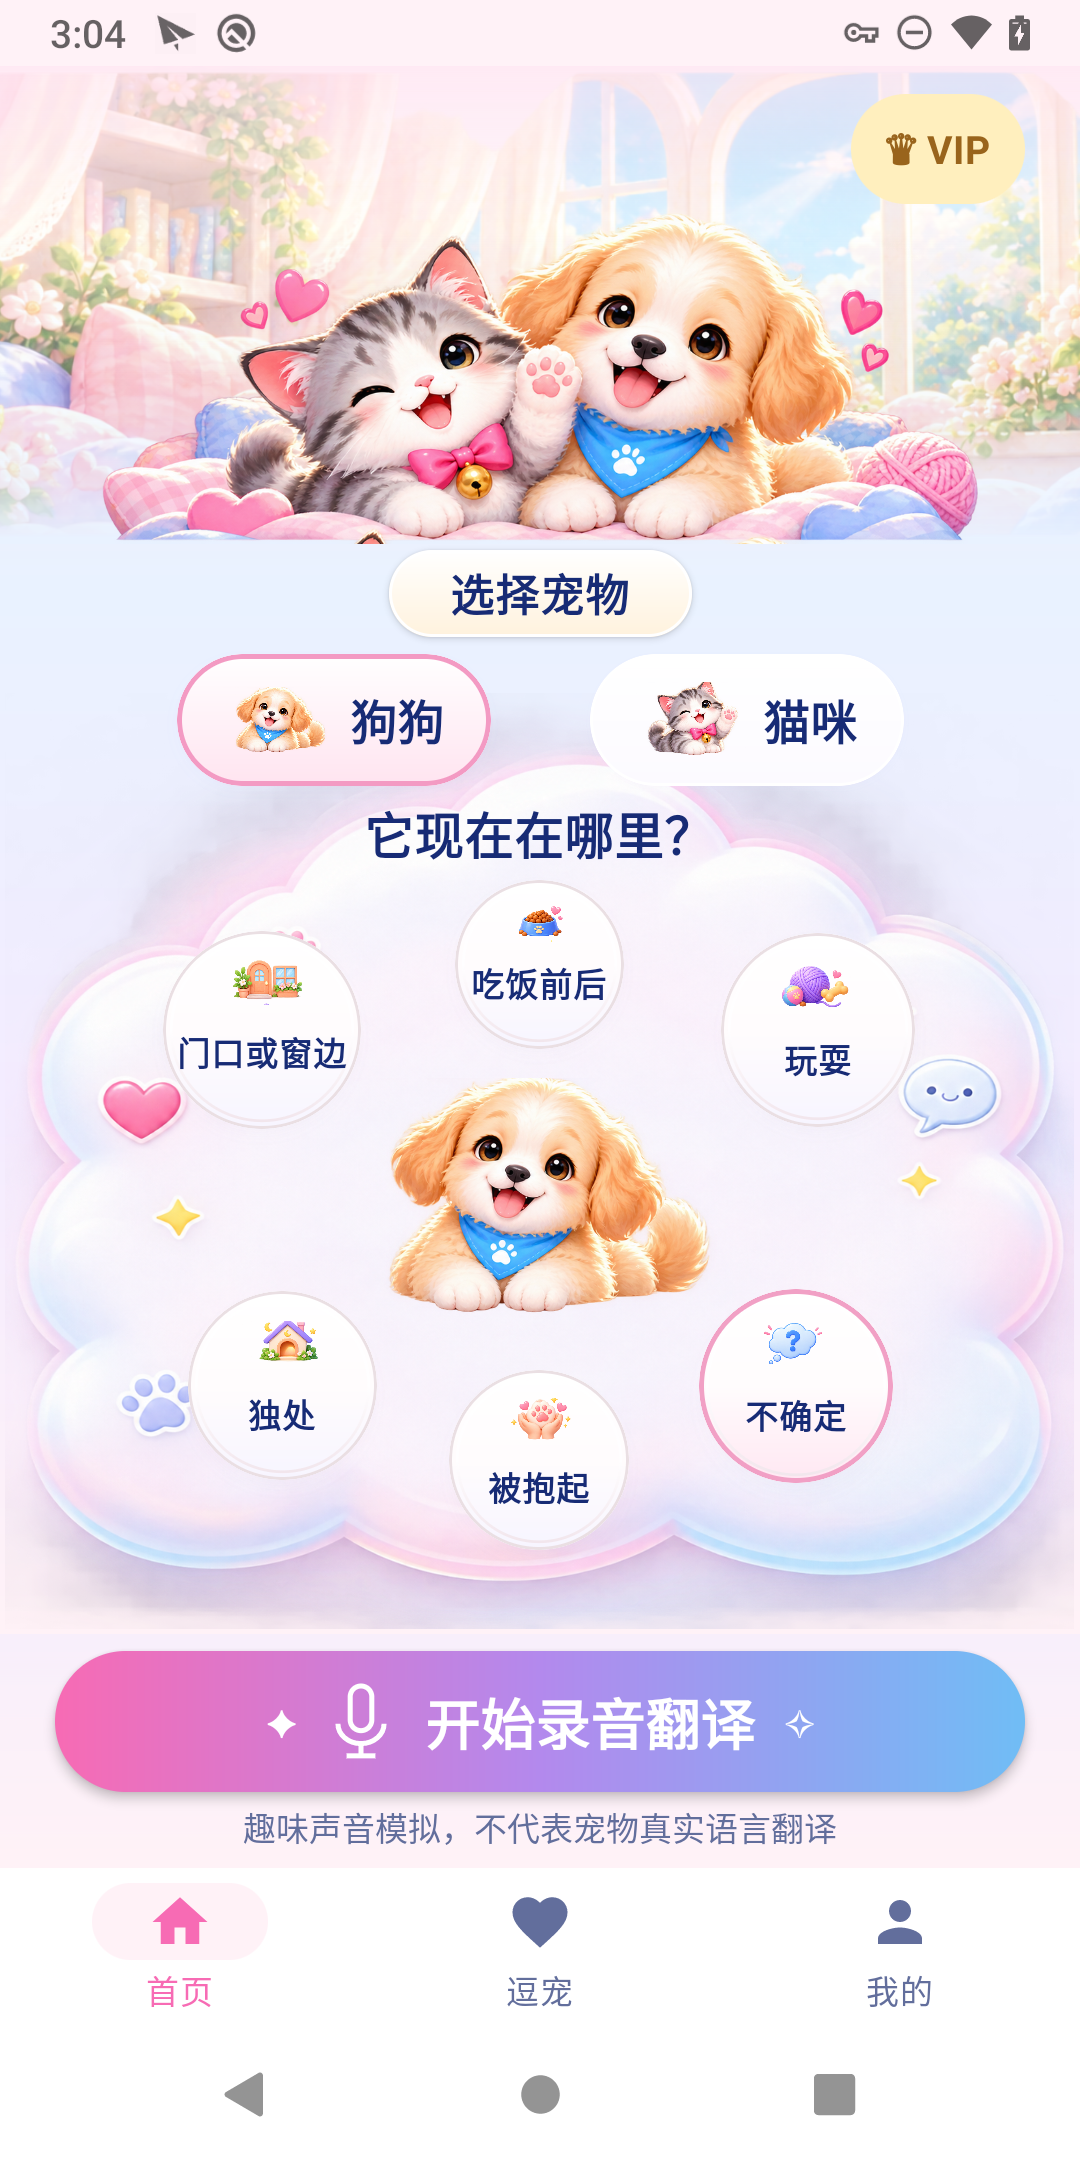 3:04
VIP
选择宠物
狗狗
猫咪
它现在在哪里？
吃饭前后
门口或窗边
玩耍
独处
不确定
被抱起
开始录音翻译
趣味声音模拟，不代表宠物真实语言翻译
首页
逗宠
我的